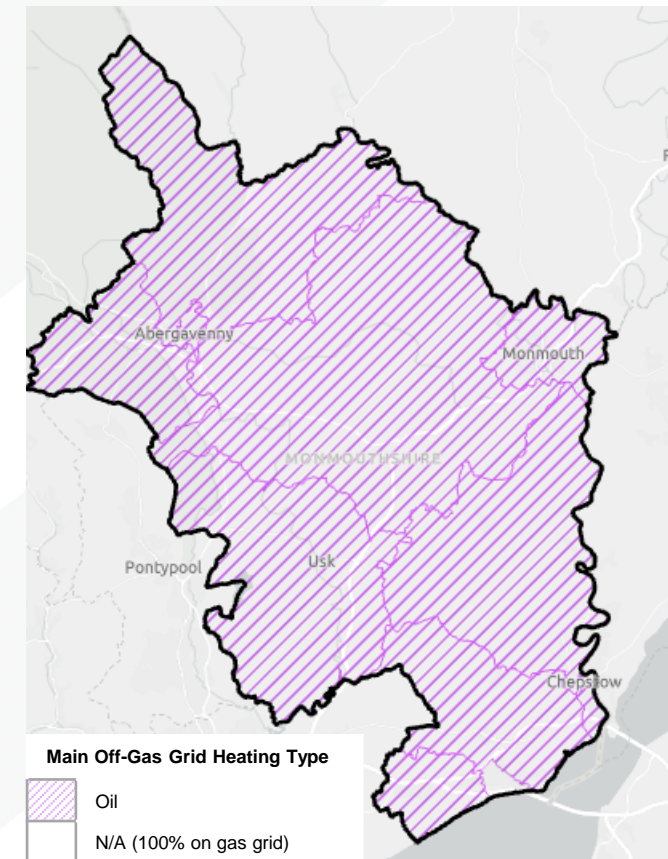 R
Abergavenny
Monmouth
MONMOUTHSHIRE
Usk
Pontypool
Chepstow
Main Off-Gas Grid Heating Type
Oil
N/A (100% on gas grid)